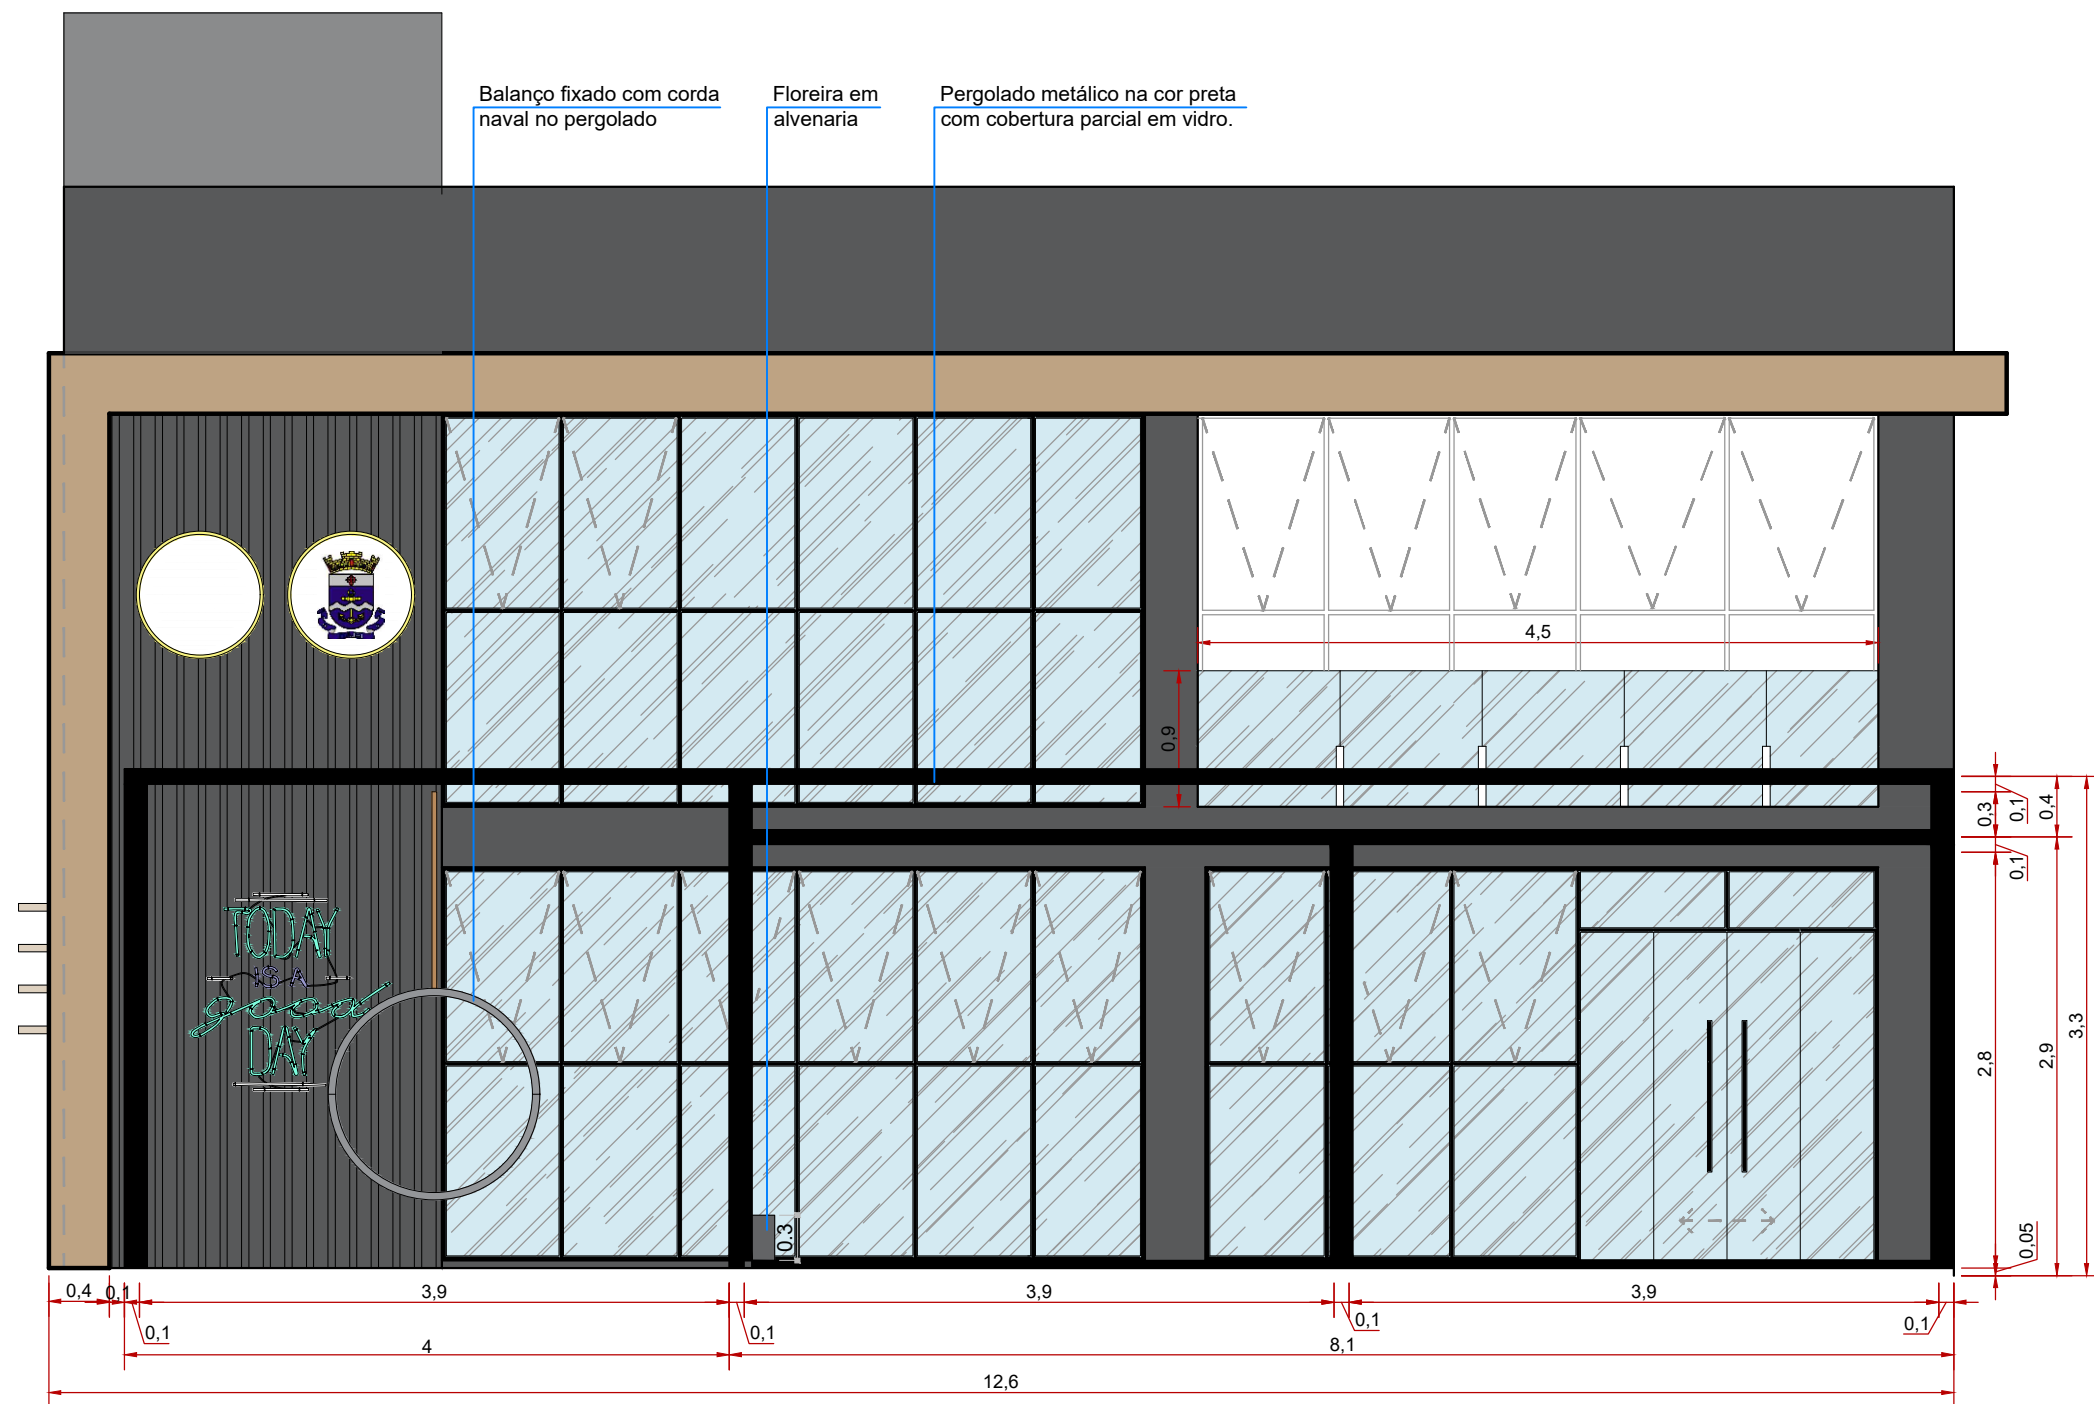 Balanço fixado com corda
naval no pergolado
Floreira em
alvenaria
Pergolado metálico na cor preta
com cobertura parcial em vidro.
4,5
0,9
0,3
0,1
0,4
0,1
TODAY
IS A
good
DAY
2,8
2,9
3,3
0.3
0,05
0,4
0,1
3,9
3,9
3,9
0,1
0,1
0,1
0,1
4
8,1
12,6